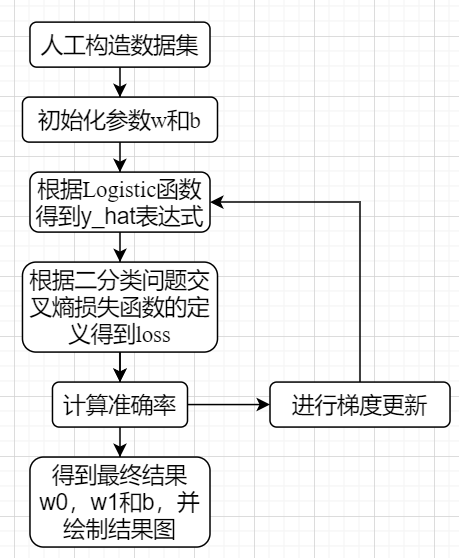 人工构造数据集
初始化参数w和b
根据Logistic函数
得到y_hat表达式
根据二分类问题交
叉熵损失函数的定
义得到loss
计算准确率
进行梯度更新
得到最终结果
w0，w1和b，并
绘制结果图